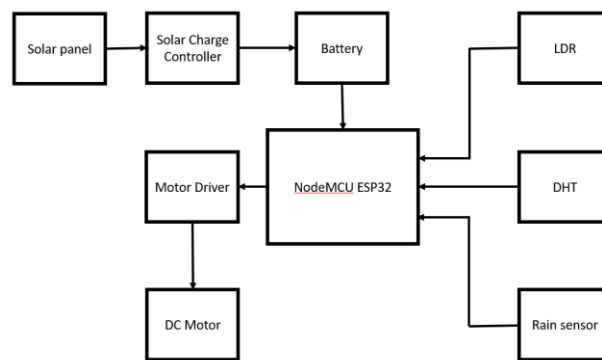 Solar panel
Solar Charge
Controller
Battery
LDR
Motor Driver
NodeMCU ESP32
DHT
DC Motor
Rain sensor